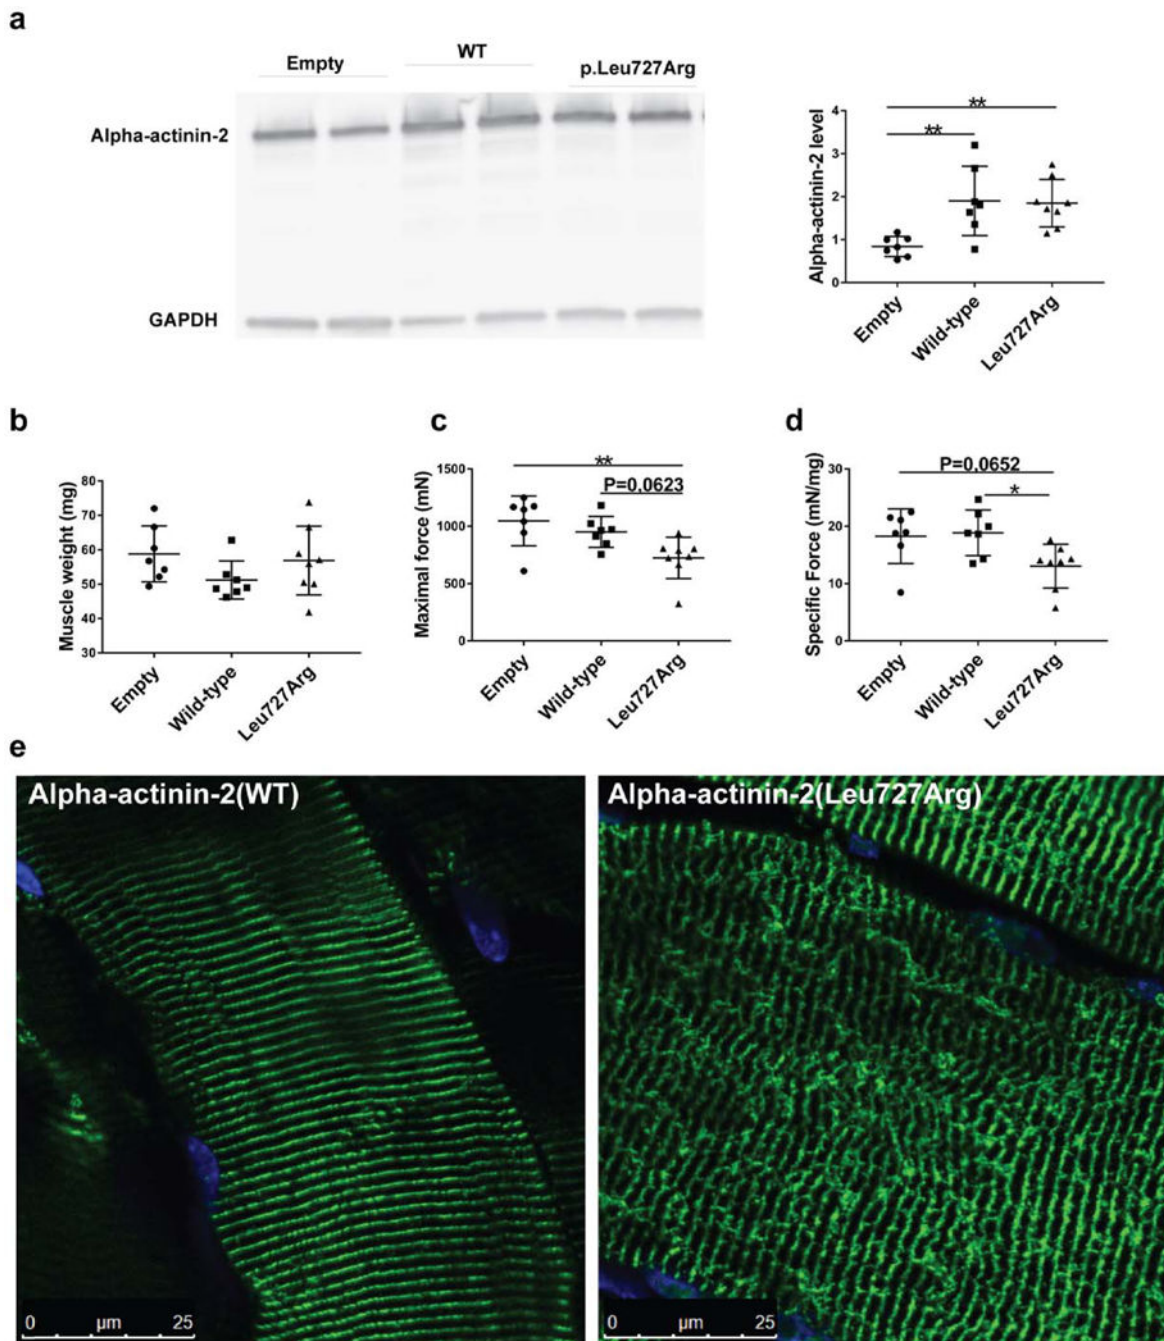 a
Empty
WT
p.Leu727Arg
Alpha-actinin-2
GAPDH
Alpha-actinin-2 level
4
3
2
1
0
**
**
Empty
Wild-type
Leu727Arg
b
Muscle weight (mg)
80
70
60
50
40
30
Empty
Wild-type
Leu727Arg
c
Maximal force (mN)
1500
1000
500
0
**
P=0,0623
Empty
Wild-type
Leu727Arg
d
Specific Force (mN/mg)
30
20
10
0
P=0,0652
*
Empty
Wild-type
Leu727Arg
e
Alpha-actinin-2(WT)
0 µm 25
Alpha-actinin-2(Leu727Arg)
0 µm 25